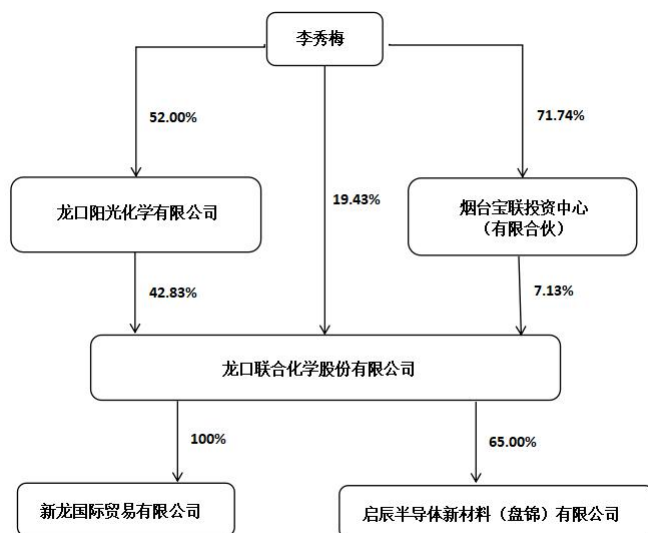 李秀梅
52.00%
71.74%
19.43%
龙口阳光化学有限公司
烟台宝联投资中心
（有限合伙）
42.83%
7.13%
龙口联合化学股份有限公司
100%
65.00%
新龙国际贸易有限公司
启辰半导体新材料（盘锦）有限公司